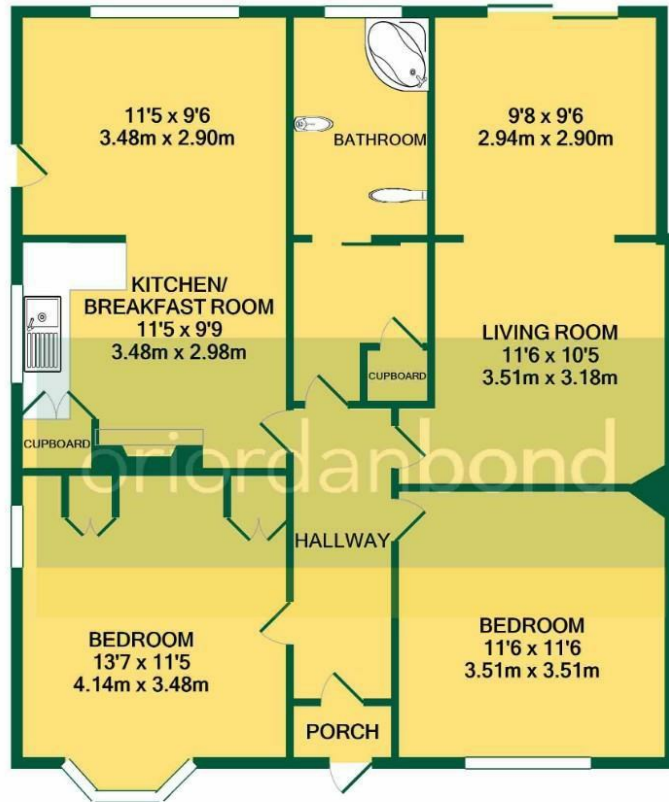 11'5 x 9'6
3.48m x 2.90m
BATHROOM
9'8 x 9'6
2.94m x 2.90m
KITCHEN/
BREAKFAST ROOM
11'5 x 9'9
3.48m x 2.98m
LIVING ROOM
11'6 x 10'5
3.51m x 3.18m
CUPBOARD
CUPBOARD
oriordanbond
HALLWAY
BEDROOM
13'7 x 11'5
4.14m x 3.48m
BEDROOM
11'6 x 11'6
3.51m x 3.51m
PORCH